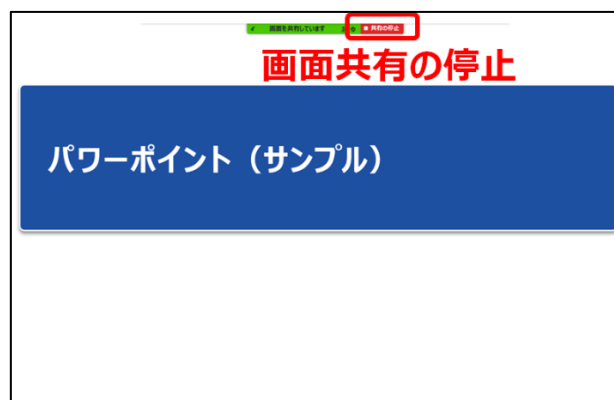 画面を共有しています
共有の停止
画面共有の停止
パワーポイント（サンプル）